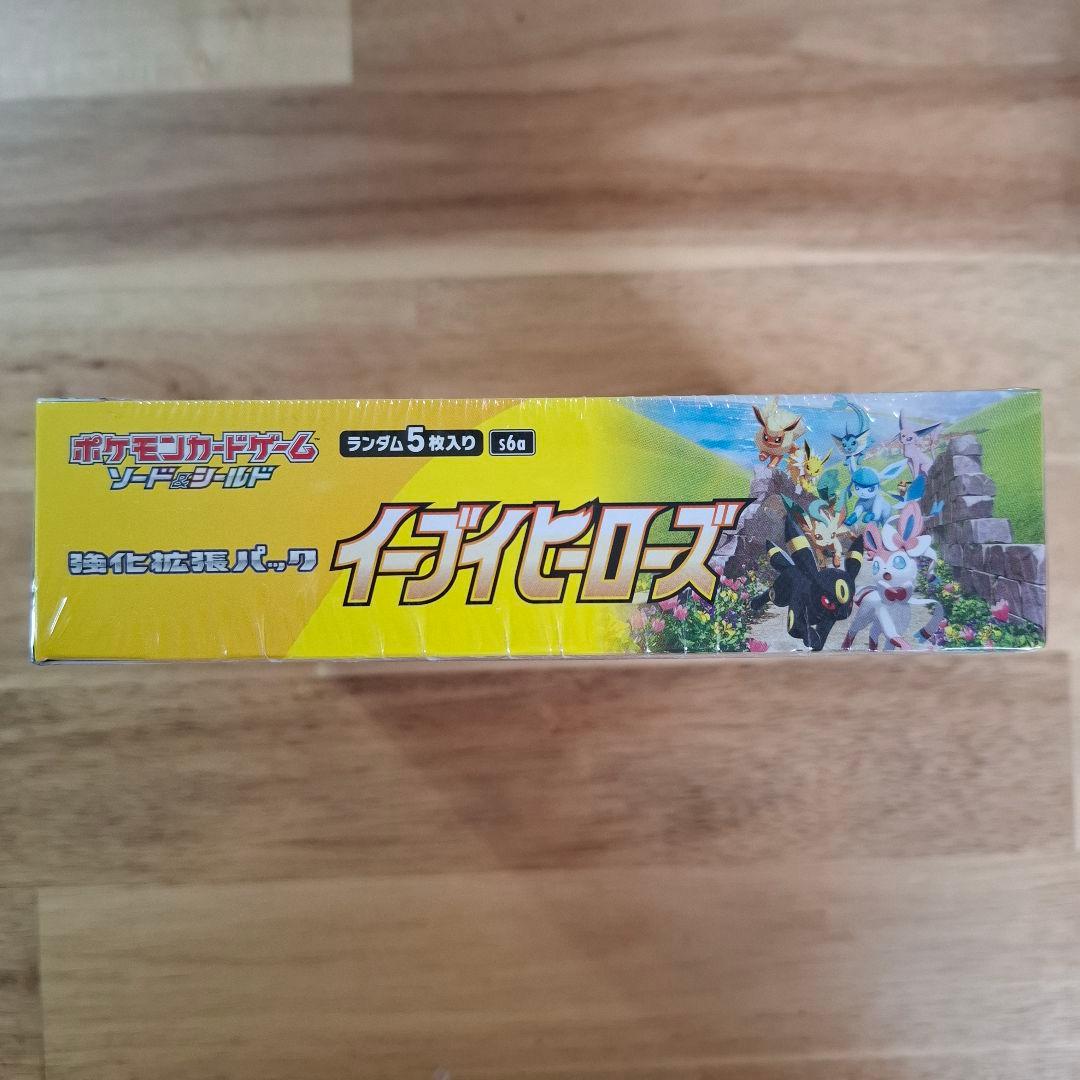 ポケモンカードゲーム™
ソード&シールド
ランダム5枚入り
s6a
強化拡張パック
イーブイヒーローズ